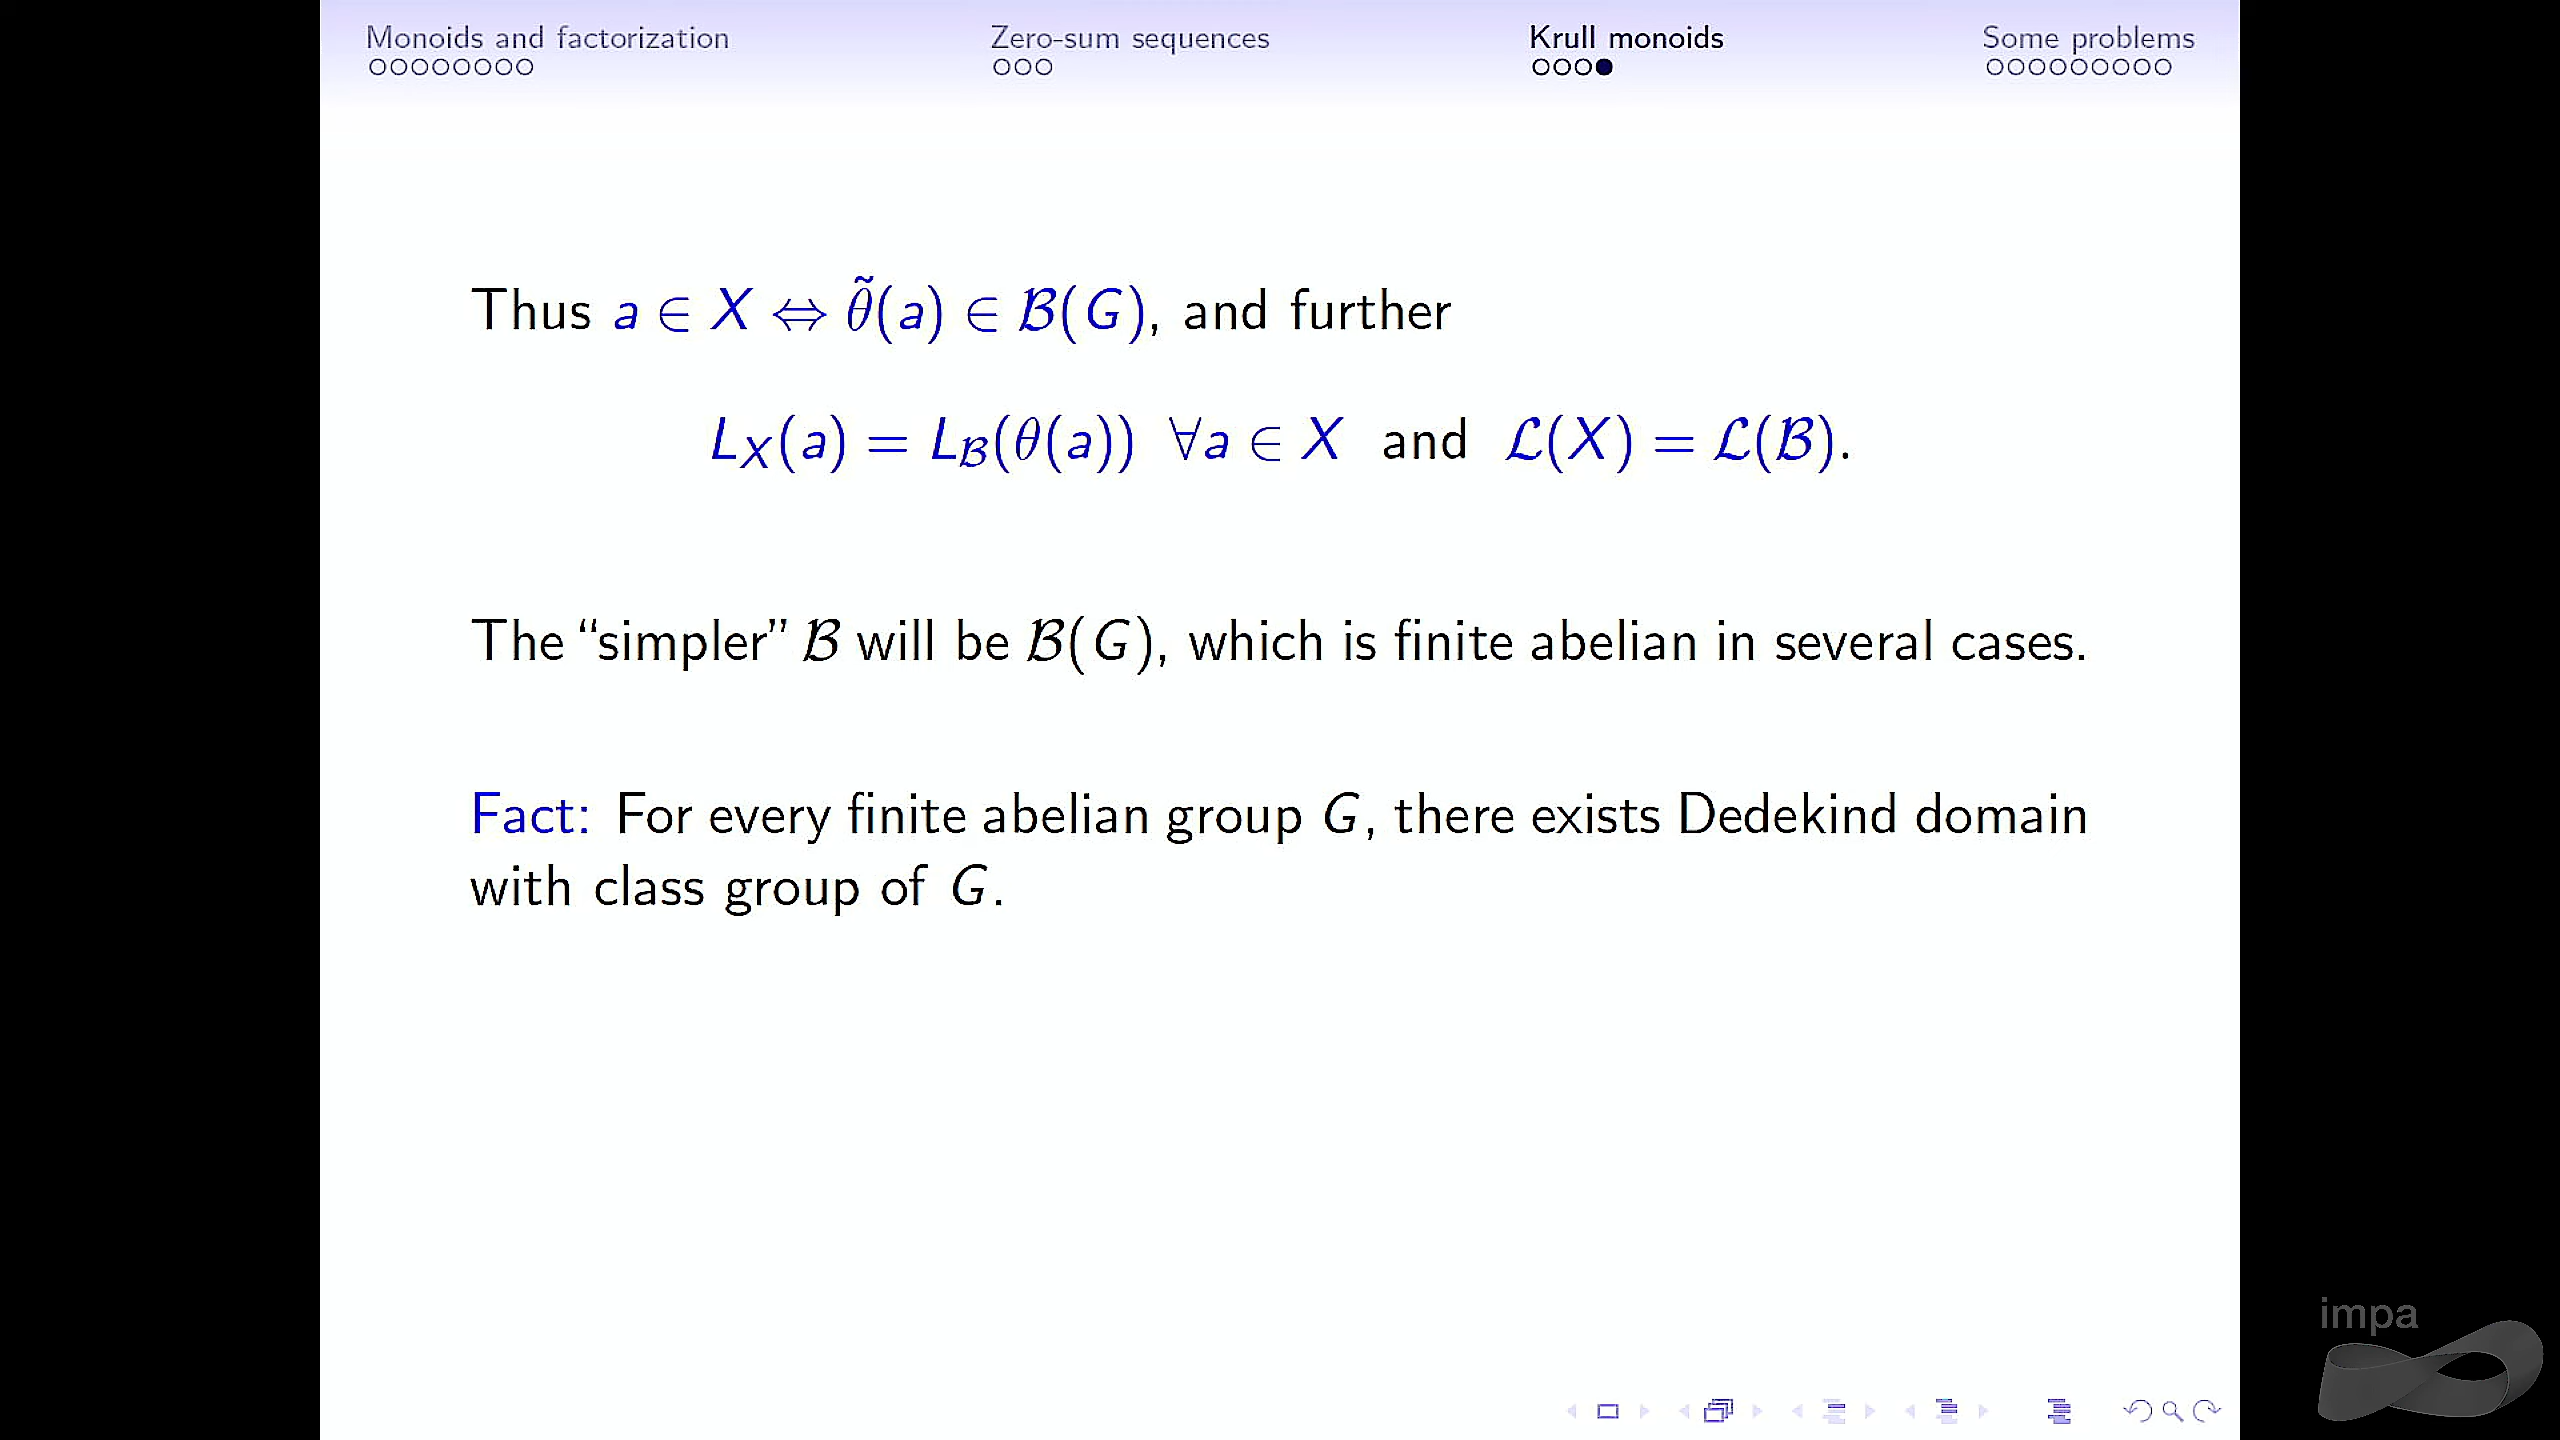 Monoids and factorization Zero-sum sequences Krull monoids Some problems
Thus a ∈ X ⇔ θ̃(a) ∈ ℬ(G), and further
L_X(a) = L_ℬ(θ(a)) ∀a ∈ X and ℒ(X) = ℒ(ℬ).
The “simpler” ℬ will be ℬ(G), which is finite abelian in several cases.
Fact: For every finite abelian group G, there exists Dedekind domain
with class group of G.
impa